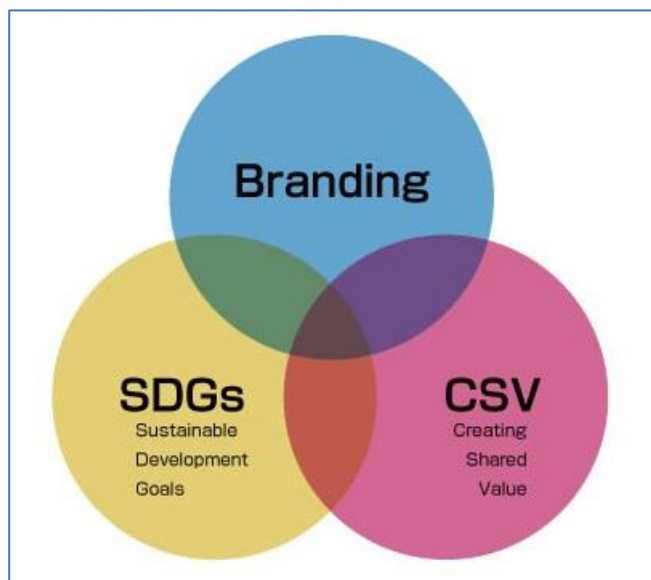 Branding
SDGs
Sustainable
Development
Goals
CSV
Creating
Shared
Value